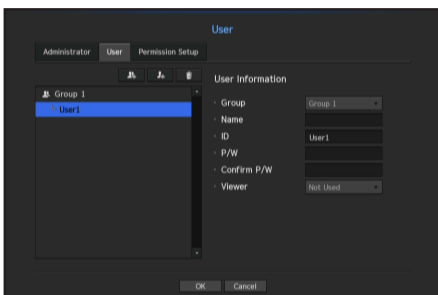 User
Administrator User Permission Setup
User Information
Group 1
User1
Group Group 1
Name
ID User1
P/W
Confirm P/W
Viewer Not Used
OK Cancel